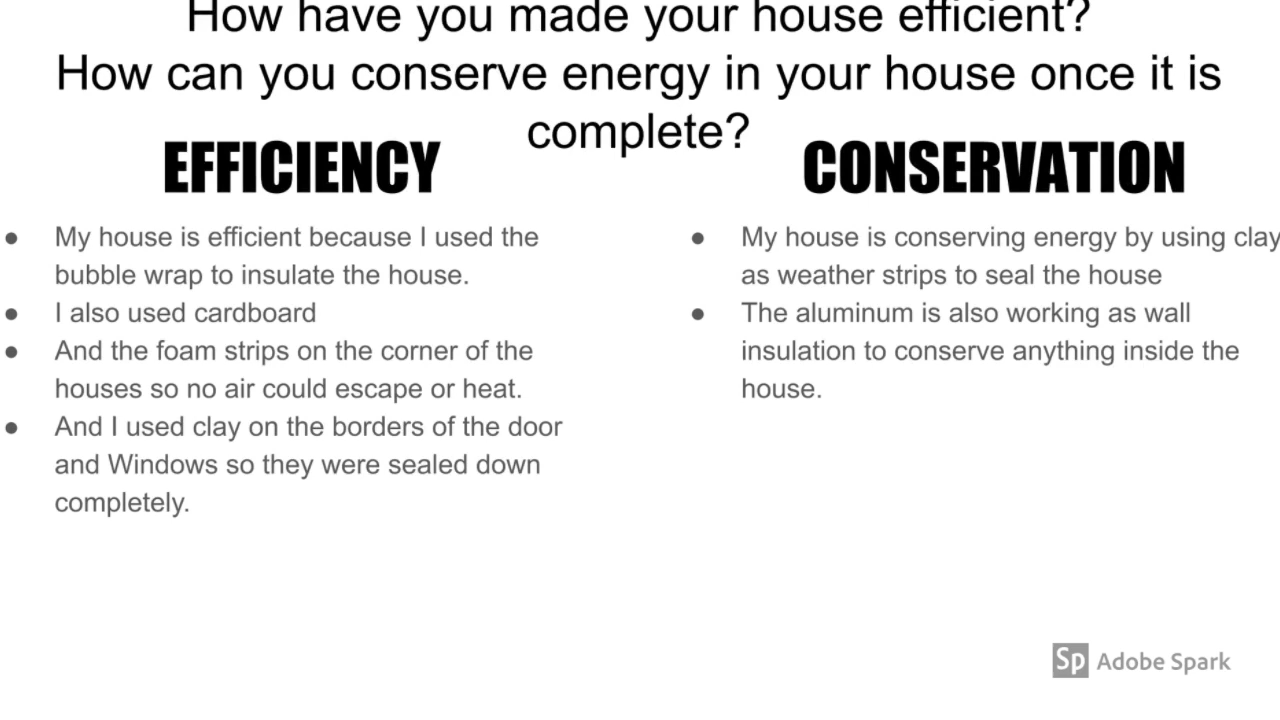 How have you made your house efficient?
How can you conserve energy in your house once it is
complete?
EFFICIENCY
● My house is efficient because I used the
bubble wrap to insulate the house.
● I also used cardboard
● And the foam strips on the corner of the
houses so no air could escape or heat.
● And I used clay on the borders of the door
and Windows so they were sealed down
completely.
CONSERVATION
● My house is conserving energy by using clay
as weather strips to seal the house
● The aluminum is also working as wall
insulation to conserve anything inside the
house.
Sp Adobe Spark